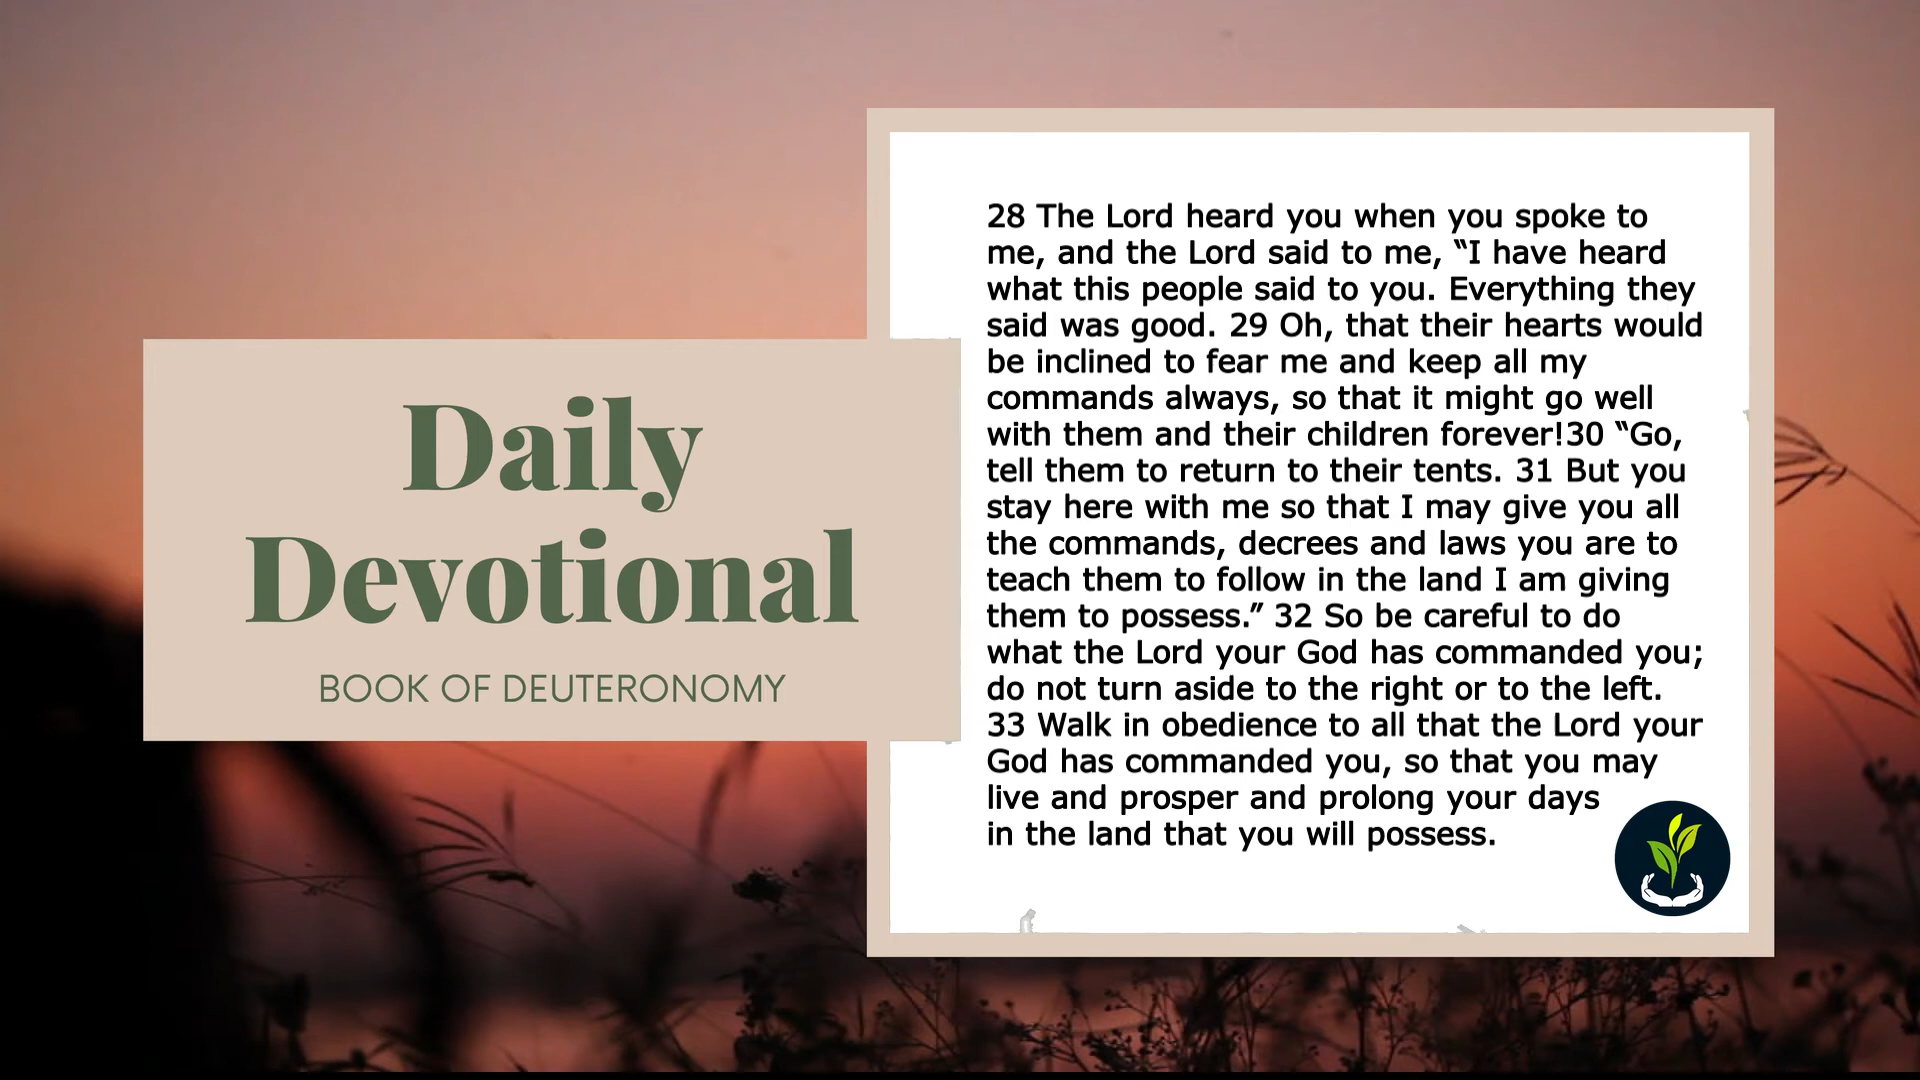 Daily
Devotional
BOOK OF DEUTERONOMY
28 The Lord heard you when you spoke to
me, and the Lord said to me, “I have heard
what this people said to you. Everything they
said was good. 29 Oh, that their hearts would
be inclined to fear me and keep all my
commands always, so that it might go well
with them and their children forever!30 “Go,
tell them to return to their tents. 31 But you
stay here with me so that I may give you all
the commands, decrees and laws you are to
teach them to follow in the land I am giving
them to possess.” 32 So be careful to do
what the Lord your God has commanded you;
do not turn aside to the right or to the left.
33 Walk in obedience to all that the Lord your
God has commanded you, so that you may
live and prosper and prolong your days
in the land that you will possess.